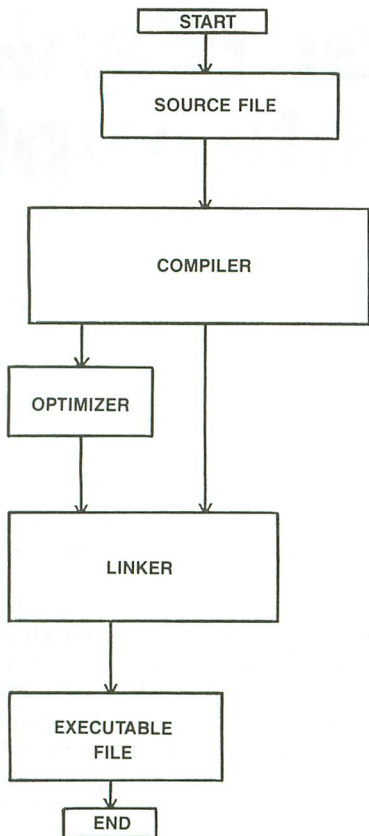 START
SOURCE FILE
COMPILER
OPTIMIZER
LINKER
EXECUTABLE
FILE
END